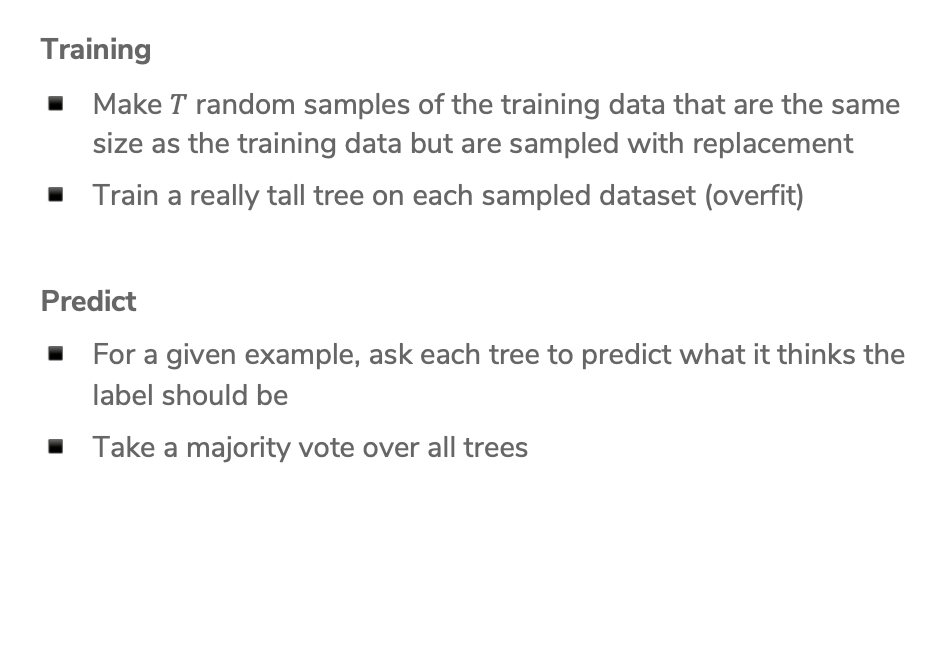 Training
▪ Make T random samples of the training data that are the same
size as the training data but are sampled with replacement
▪ Train a really tall tree on each sampled dataset (overfit)
Predict
▪ For a given example, ask each tree to predict what it thinks the
label should be
▪ Take a majority vote over all trees